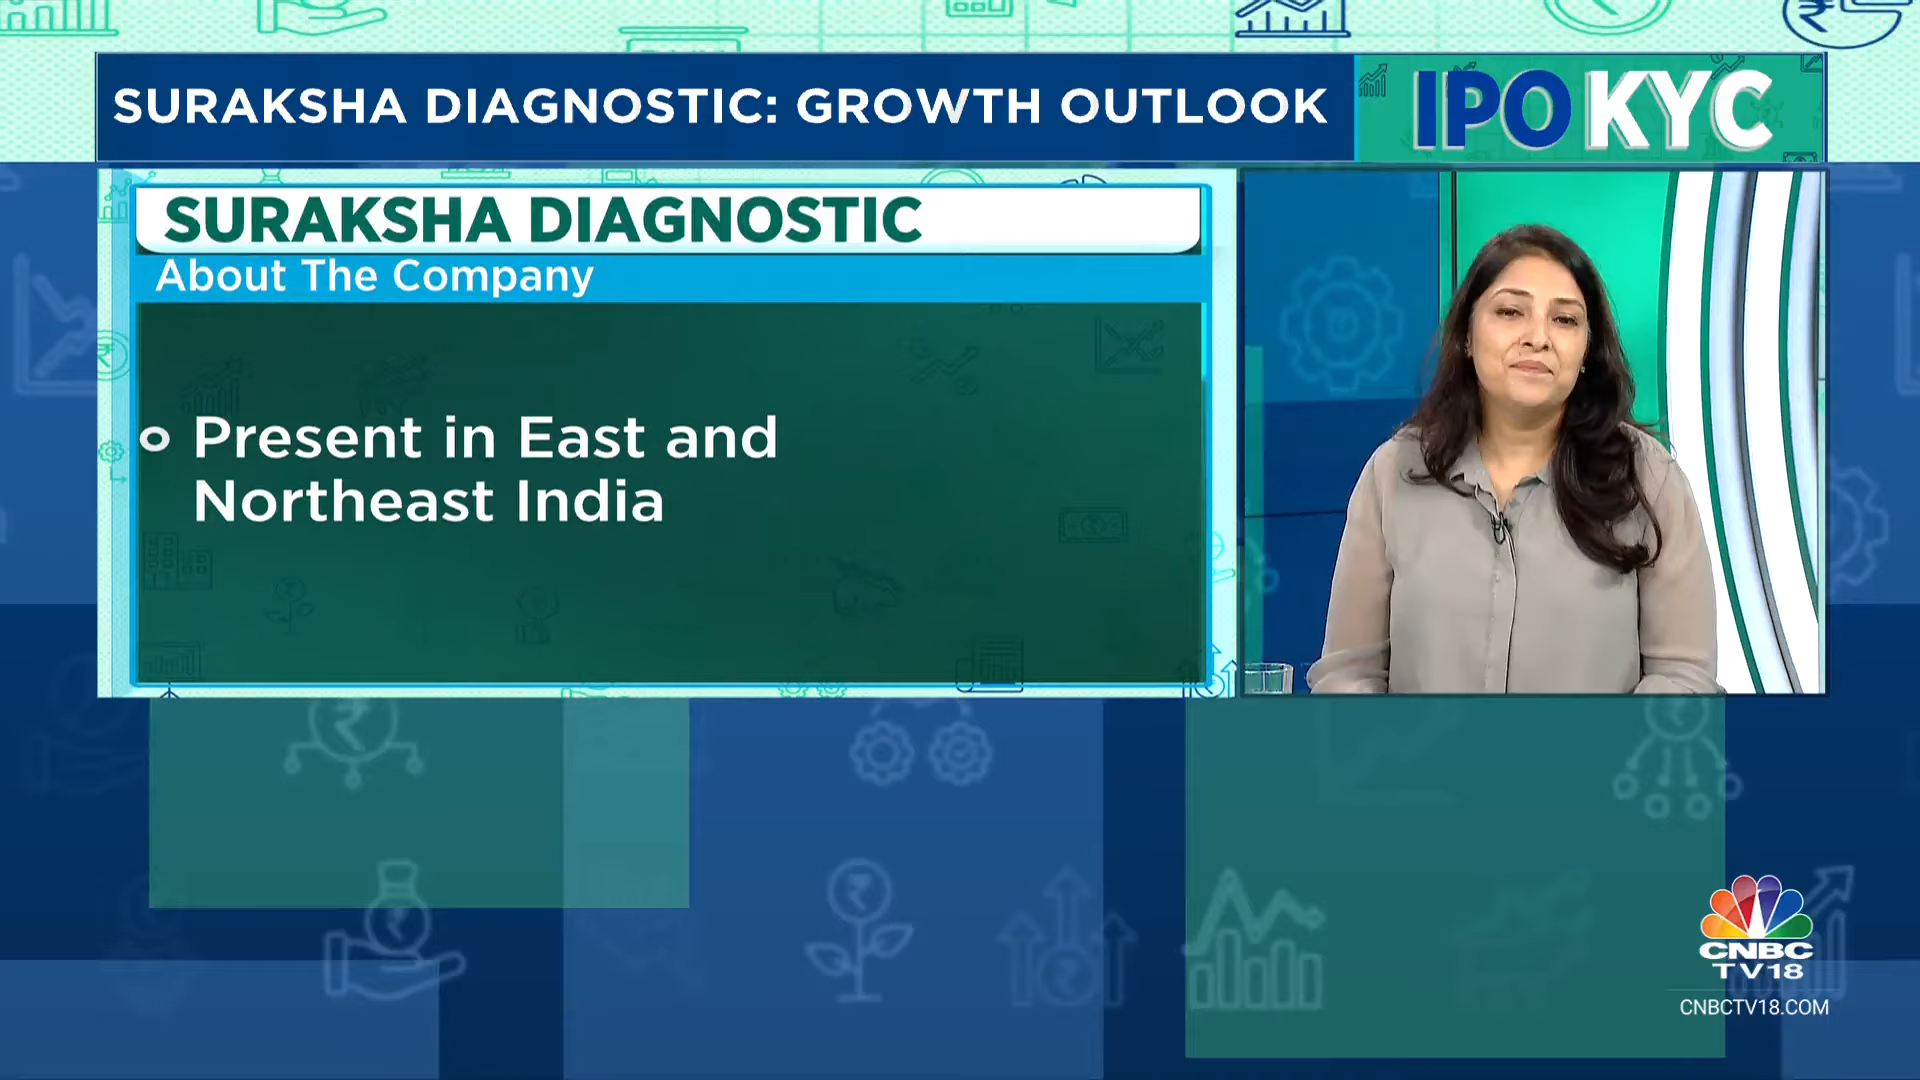 SURAKSHA DIAGNOSTIC: GROWTH OUTLOOK
IPO KYC
SURAKSHA DIAGNOSTIC
About The Company
o Present in East and
Northeast India
CNBC
TV18
CNBCTV18.COM